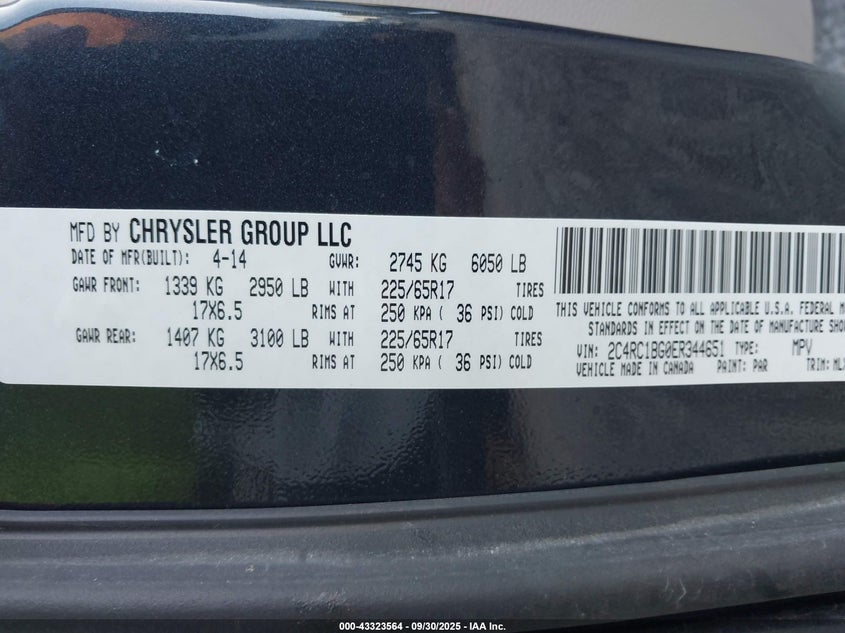 MFD BY CHRYSLER GROUP LLC
DATE OF MFR(BUILT): 4-14 GVWR: 2745 KG 6050 LB
GAWR FRONT: 1339 KG 2950 LB WITH 225/65R17 TIRES
17X6.5 RIMS AT 250 KPA ( 36 PSI) COLD
GAWR REAR: 1407 KG 3100 LB WITH 225/65R17 TIRES
17X6.5 RIMS AT 250 KPA ( 36 PSI) COLD
THIS VEHICLE CONFORMS TO ALL APPLICABLE U.S.A. FEDERAL M
STANDARDS IN EFFECT ON THE DATE OF MANUFACTURE SHO
VIN: 2C4RC1BG0ER344651 TYPE: MPV
VEHICLE MADE IN CANADA PAINT: PAR TRIM: MLX
000-43323564 - 09/30/2025 - IAA Inc.